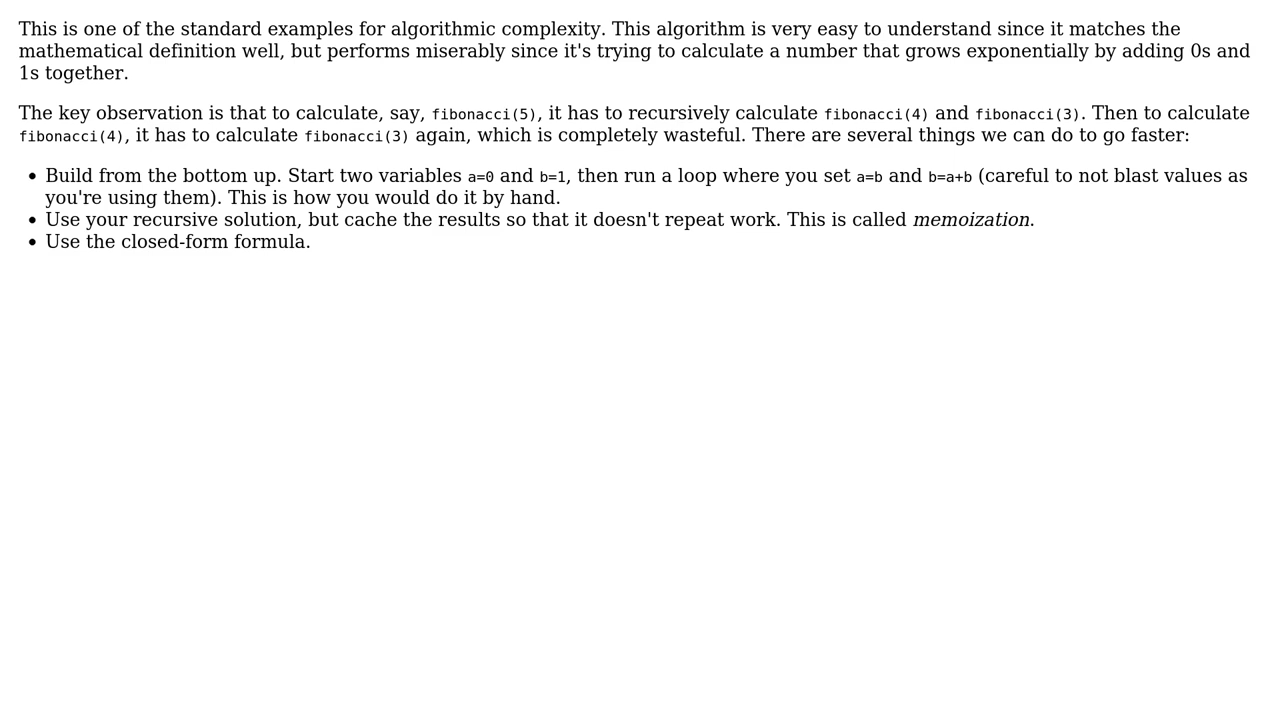 This is one of the standard examples for algorithmic complexity. This algorithm is very easy to understand since it matches the
mathematical definition well, but performs miserably since it's trying to calculate a number that grows exponentially by adding 0s and
1s together.
The key observation is that to calculate, say, fibonacci(5), it has to recursively calculate fibonacci(4) and fibonacci(3). Then to calculate
fibonacci(4), it has to calculate fibonacci(3) again, which is completely wasteful. There are several things we can do to go faster:
• Build from the bottom up. Start two variables a=0 and b=1, then run a loop where you set a=b and b=a+b (careful to not blast values as
you're using them). This is how you would do it by hand.
• Use your recursive solution, but cache the results so that it doesn't repeat work. This is called memoization.
• Use the closed-form formula.